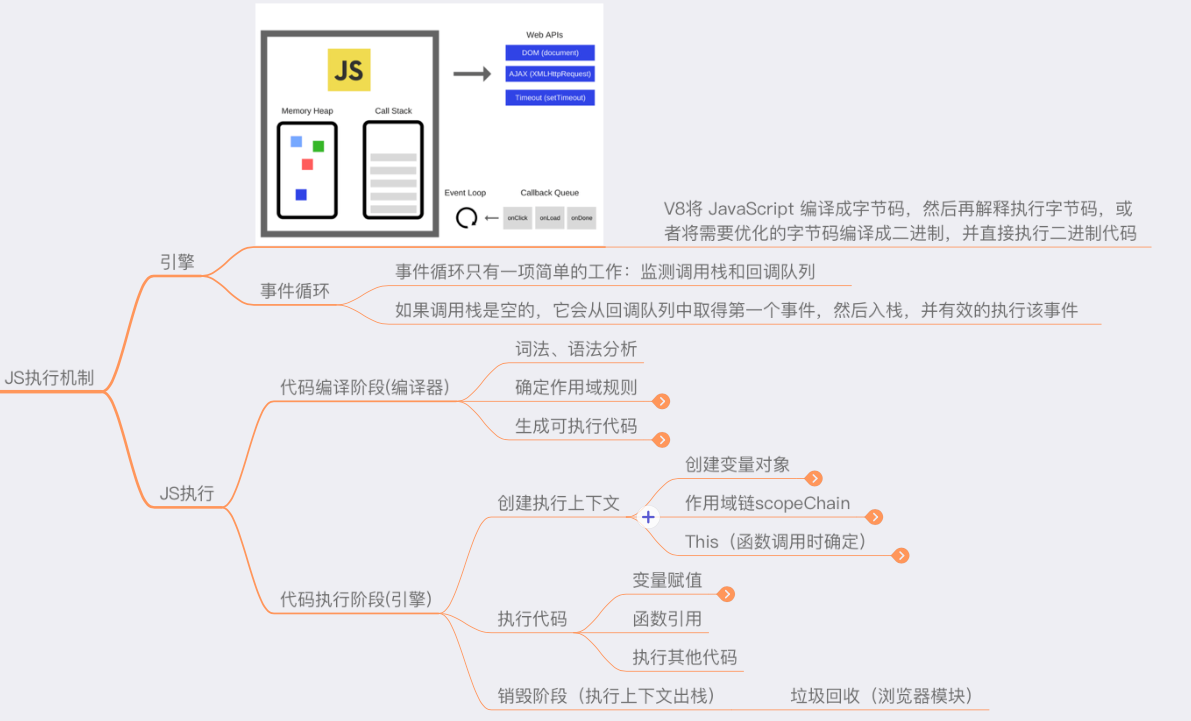 Web APIs
DOM (document)
JS
AJAX (XMLHttpRequest)
Timeout (setTimeout)
Memory Heap
Call Stack
Event Loop
Callback Queue
onClick
onLoad
onDone
V8将 JavaScript 编译成字节码，然后再解释执行字节码，或
者将需要优化的字节码编译成二进制，并直接执行二进制代码
引擎
事件循环只有一项简单的工作：监测调用栈和回调队列
事件循环
如果调用栈是空的，它会从回调队列中取得第一个事件，然后入栈，并有效的执行该事件
JS执行机制
词法、语法分析
代码编译阶段(编译器)
确定作用域规则
生成可执行代码
JS执行
创建变量对象
创建执行上下文
作用域链scopeChain
This（函数调用时确定）
代码执行阶段(引擎)
变量赋值
执行代码
函数引用
执行其他代码
销毁阶段（执行上下文出栈）
垃圾回收（浏览器模块）